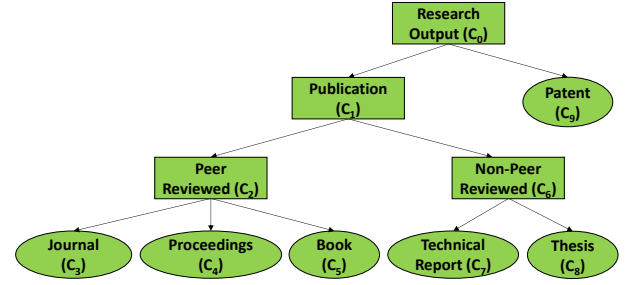 Research
Output (C₀)
Publication
(C₁)
Patent
(C₉)
Peer
Reviewed (C₂)
Non-Peer
Reviewed (C₆)
Journal
(C₃)
Proceedings
(C₄)
Book
(C₅)
Technical
Report (C₇)
Thesis
(C₈)